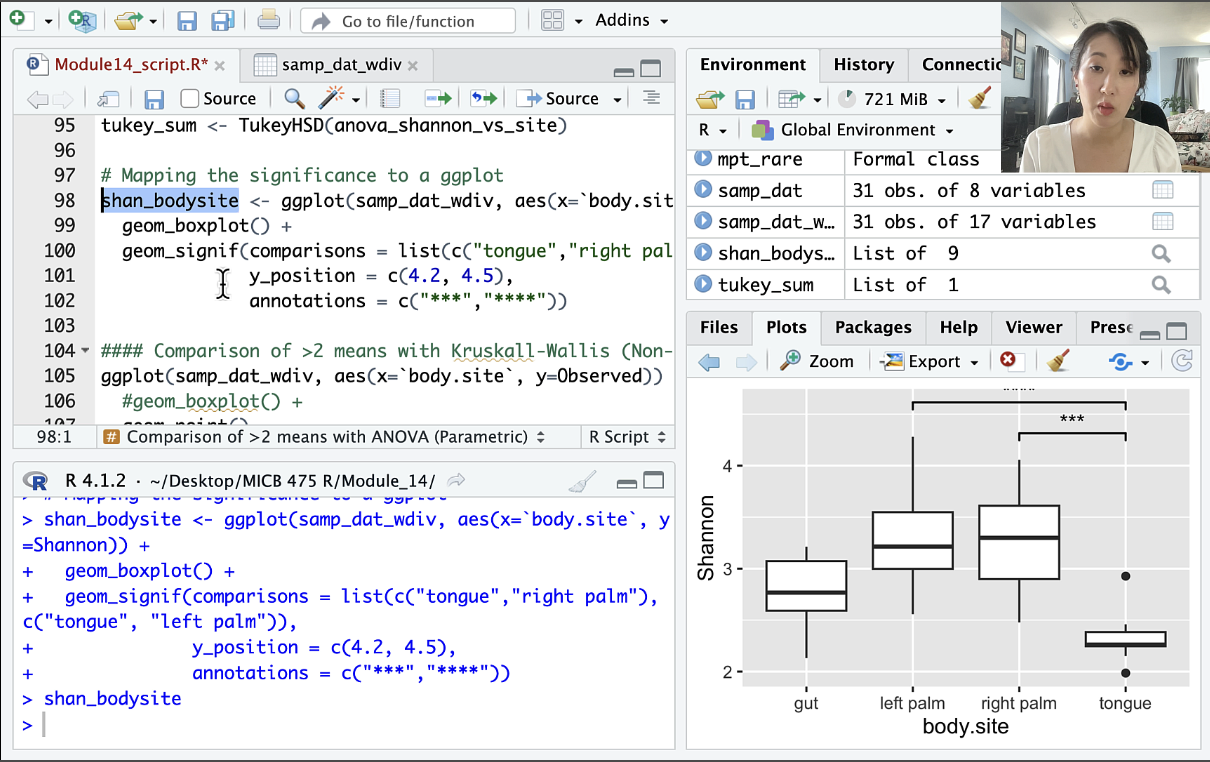 Go to file/function
Addins
Module14_script.R*
samp_dat_wdiv
Source
Source
95 tukey_sum <- TukeyHSD(anova_shannon_vs_site)
96
97 # Mapping the significance to a ggplot
98 shan_bodysite <- ggplot(samp_dat_wdiv, aes(x=`body.sit
99 geom_boxplot() +
100 geom_signif(comparisons = list(c("tongue","right pal
101 y_position = c(4.2, 4.5),
102 annotations = c("***","****"))
103
104 #### Comparison of >2 means with Kruskall-Wallis (Non-
105 ggplot(samp_dat_wdiv, aes(x=`body.site`, y=Observed))
106 #geom_boxplot() +
107 geom_point()
98:1 # Comparison of >2 means with ANOVA (Parametric) R Script
R 4.1.2 · ~/Desktop/MICB 475 R/Module_14/
> # Mapping the significance to a ggplot
> shan_bodysite <- ggplot(samp_dat_wdiv, aes(x=`body.site`, y
=Shannon)) +
+ geom_boxplot() +
+ geom_signif(comparisons = list(c("tongue","right palm"),
c("tongue", "left palm")),
+ y_position = c(4.2, 4.5),
+ annotations = c("***","****"))
> shan_bodysite
>
Environment History Connectio
721 MiB
R Global Environment
mpt_rare Formal class
samp_dat 31 obs. of 8 variables
samp_dat_w… 31 obs. of 17 variables
shan_bodys… List of 9
tukey_sum List of 1
Files Plots Packages Help Viewer Prese
Zoom Export
****
***
4
3
2
Shannon
gut left palm right palm tongue
body.site